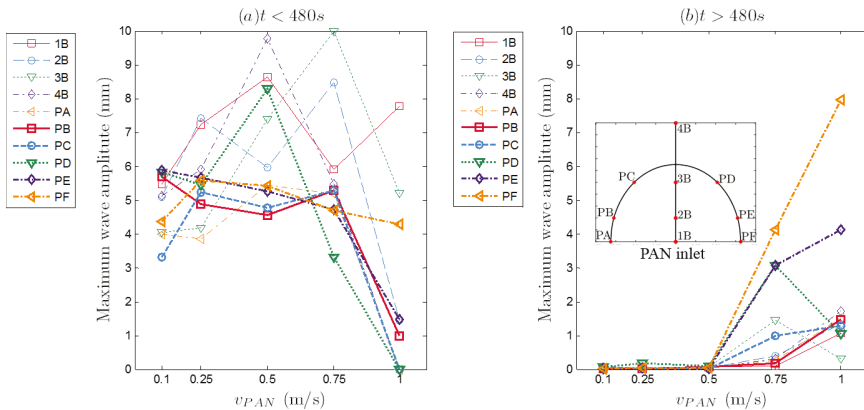 (a)t < 480s
Maximum wave amplitude (mm)
10
9
8
7
6
5
4
3
2
1
0
0.1 0.25 0.5 0.75 1
v_PAN (m/s)
1B
2B
3B
4B
PA
PB
PC
PD
PE
PF
(b)t > 480s
Maximum wave amplitude (mm)
10
9
8
7
6
5
4
3
2
1
0
0.1 0.25 0.5 0.75 1
v_PAN (m/s)
1B
2B
3B
4B
PA
PB
PC
PD
PE
PF
4B
PC 3B PD
PB 2B PE
PA 1B PF
PAN inlet